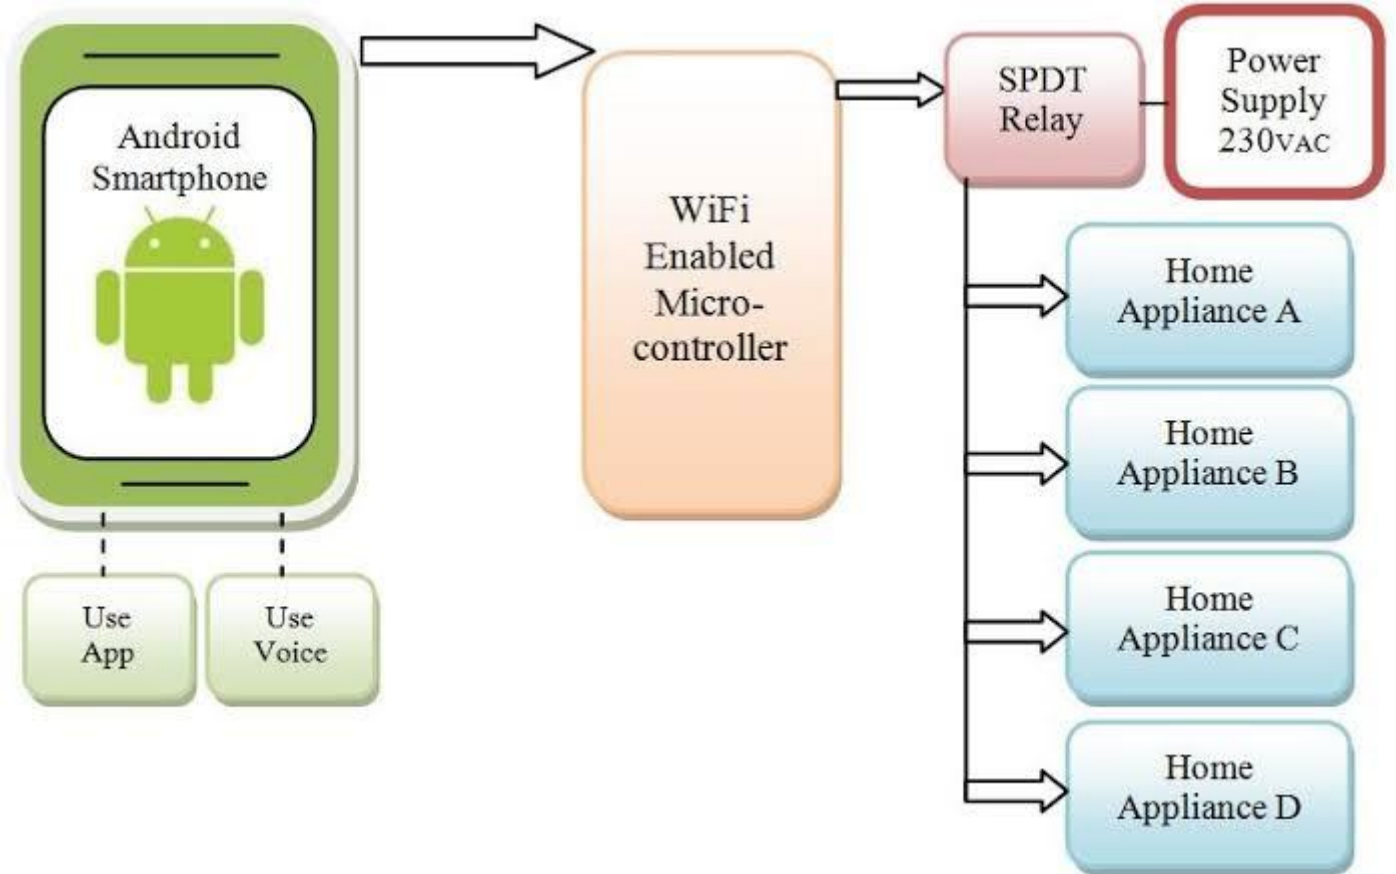 Android
Smartphone
Use
App
Use
Voice
WiFi
Enabled
Micro-
controller
SPDT
Relay
Power
Supply
230VAC
Home
Appliance A
Home
Appliance B
Home
Appliance C
Home
Appliance D